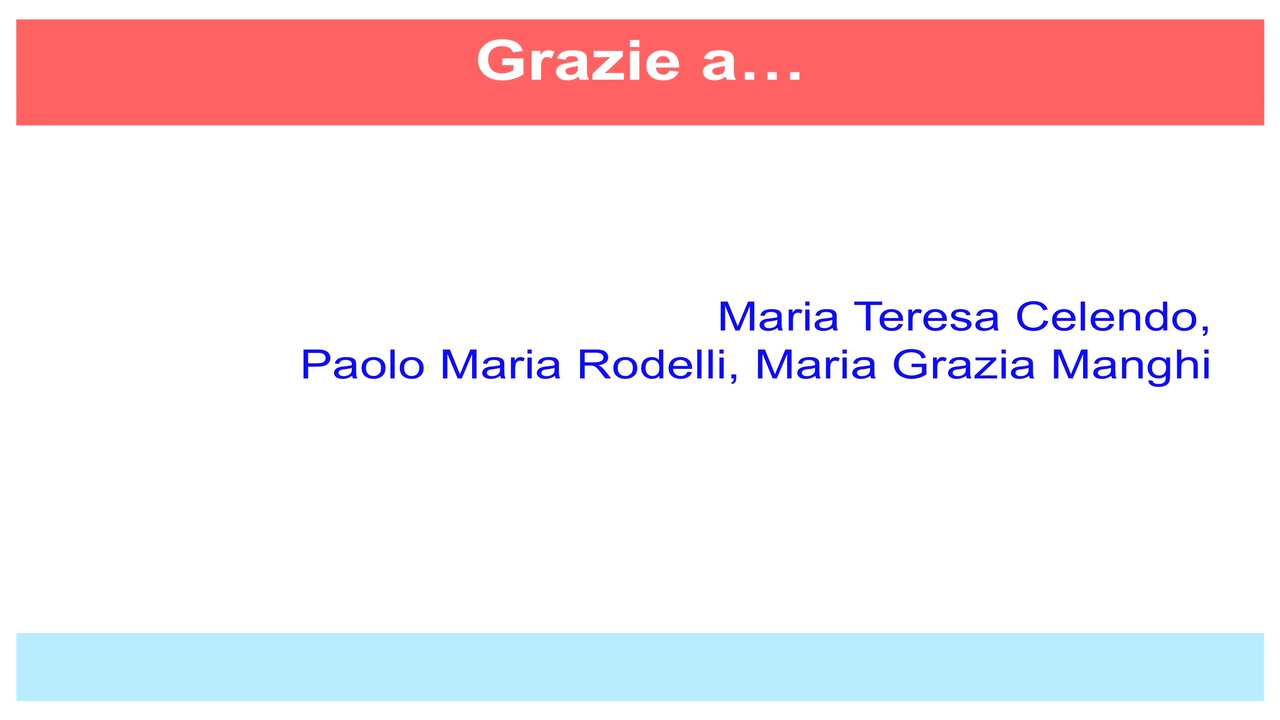 Grazie a…
Maria Teresa Celendo,
Paolo Maria Rodelli, Maria Grazia Manghi